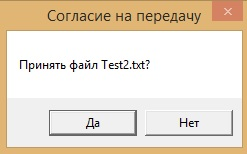 Согласие на передачу
Принять файл Test2.txt?
Да
Нет